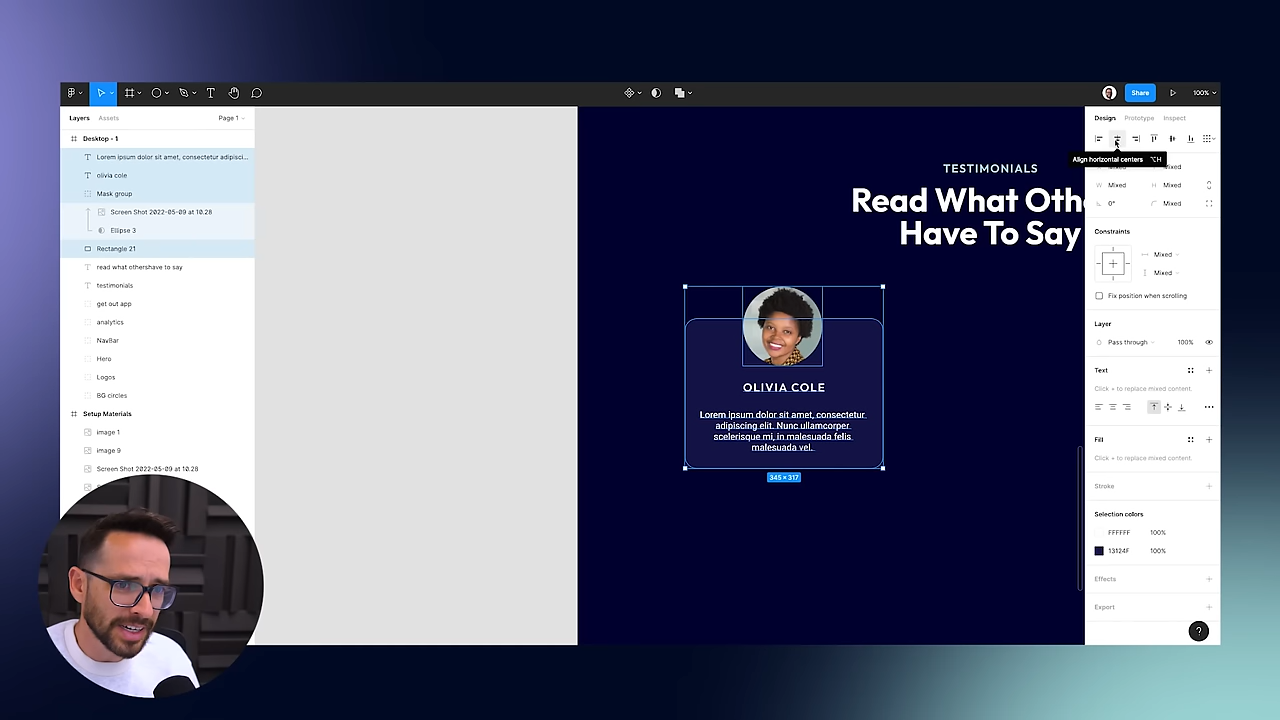 Share
100%
Layers
Assets
Page 1
Desktop - 1
Lorem ipsum dolor sit amet, consectetur adipisci...
olivia cole
Mask group
Screen Shot 2022-05-09 at 10.28
Ellipse 3
Rectangle 21
read what othershave to say
testimonials
get out app
analytics
NavBar
Hero
Logos
BG circles
Setup Materials
image 1
image 9
Screen Shot 2022-05-09 at 10.28
TESTIMONIALS
Read What Oth
Have To Say
OLIVIA COLE
Lorem ipsum dolor sit amet, consectetur
adipiscing elit. Nunc ullamcorper
scelerisque mi, in malesuada felis
malesuada vel.
345 × 317
Design
Prototype
Inspect
Align horizontal centers ⌥H
Mixed
W Mixed H Mixed
0° Mixed
Constraints
Mixed
Mixed
Fix position when scrolling
Layer
Pass through 100%
Text
Click + to replace mixed content.
Fill
Click + to replace mixed content.
Stroke
Selection colors
FFFFFF 100%
13124F 100%
Effects
Export
?